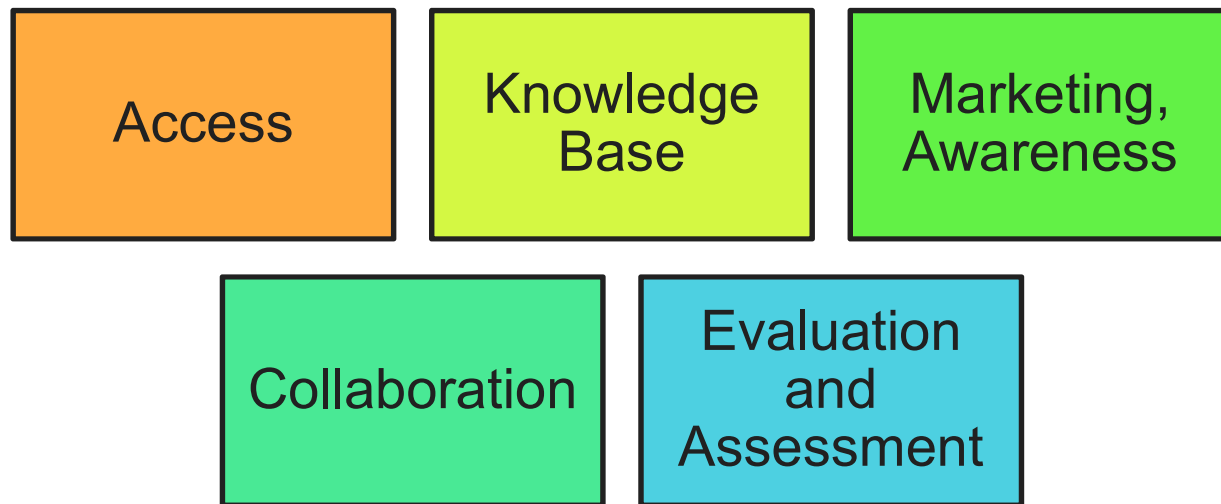 Access
Knowledge
Base
Marketing,
Awareness
Collaboration
Evaluation
and
Assessment